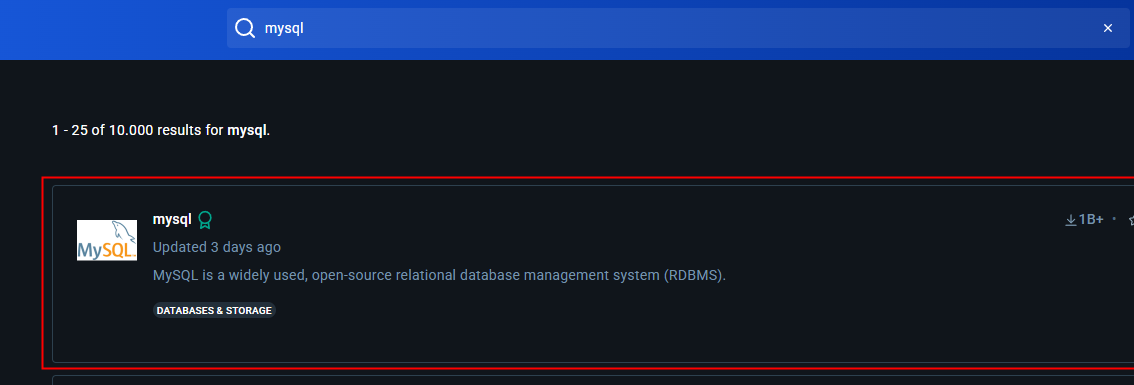 mysql
1 - 25 of 10.000 results for mysql.
mysql
1B+
Updated 3 days ago
MySQL
MySQL is a widely used, open-source relational database management system (RDBMS).
DATABASES & STORAGE